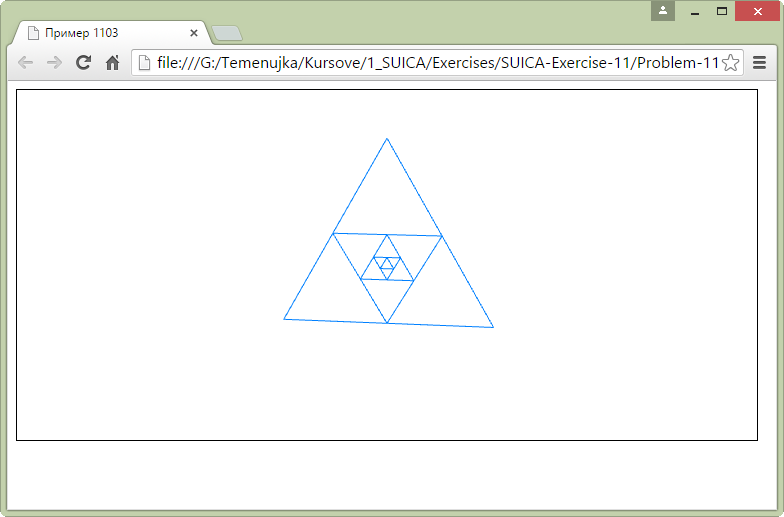 Пример 1103
file:///G:/Temenujka/Kursove/1_SUICA/Exercises/SUICA-Exercise-11/Problem-11